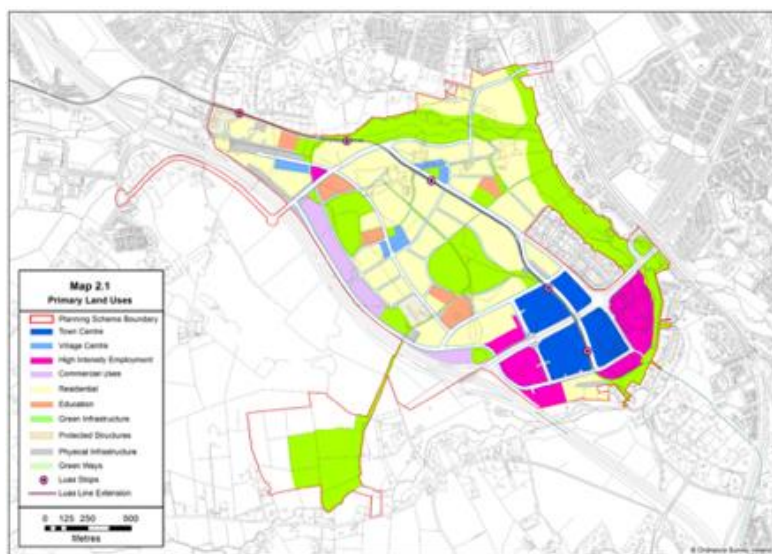 Map 2.1
Primary Land Uses
Planning Scheme Boundary
Town Centre
Village Centre
High Intensity Employment
Commercial Uses
Residential
Education
Green Infrastructure
Protected Structures
Physical Infrastructure
Green Ways
Luas Stops
Luas Line Extension
0 125 250 500
Metres
© Ordnance Survey Ireland